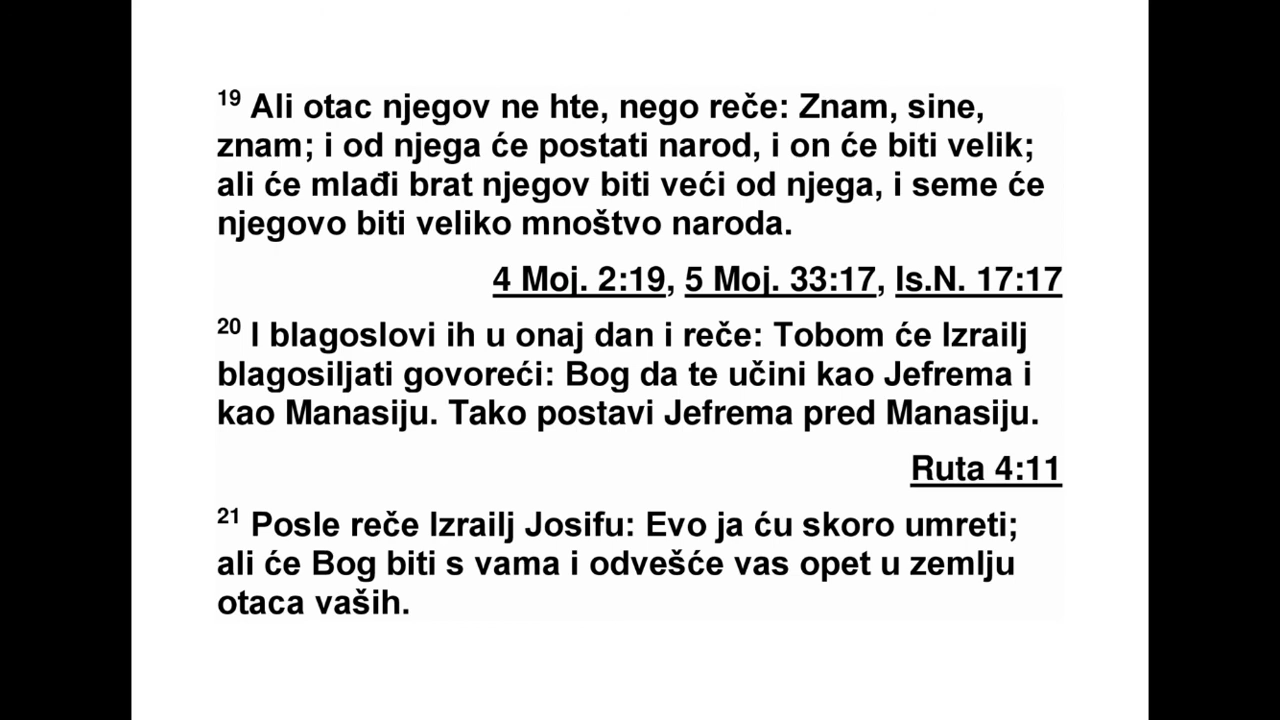 19 Ali otac njegov ne hte, nego reče: Znam, sine,
znam; i od njega će postati narod, i on će biti velik;
ali će mlađi brat njegov biti veći od njega, i seme će
njegovo biti veliko mnoštvo naroda.
4 Moj. 2:19, 5 Moj. 33:17, Is.N. 17:17
20 I blagoslovi ih u onaj dan i reče: Tobom će Izrailj
blagosiljati govoreći: Bog da te učini kao Jefrema i
kao Manasiju. Tako postavi Jefrema pred Manasiju.
Ruta 4:11
21 Posle reče Izrailj Josifu: Evo ja ću skoro umreti;
ali će Bog biti s vama i odvešće vas opet u zemlju
otaca vaših.